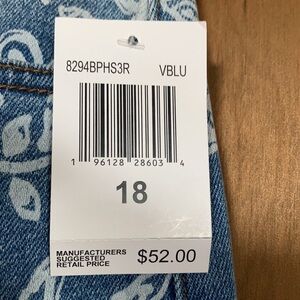 8294BPHS3R VBLU
1 96128 28603 4
18
MANUFACTURERS
SUGGESTED
RETAIL PRICE $52.00